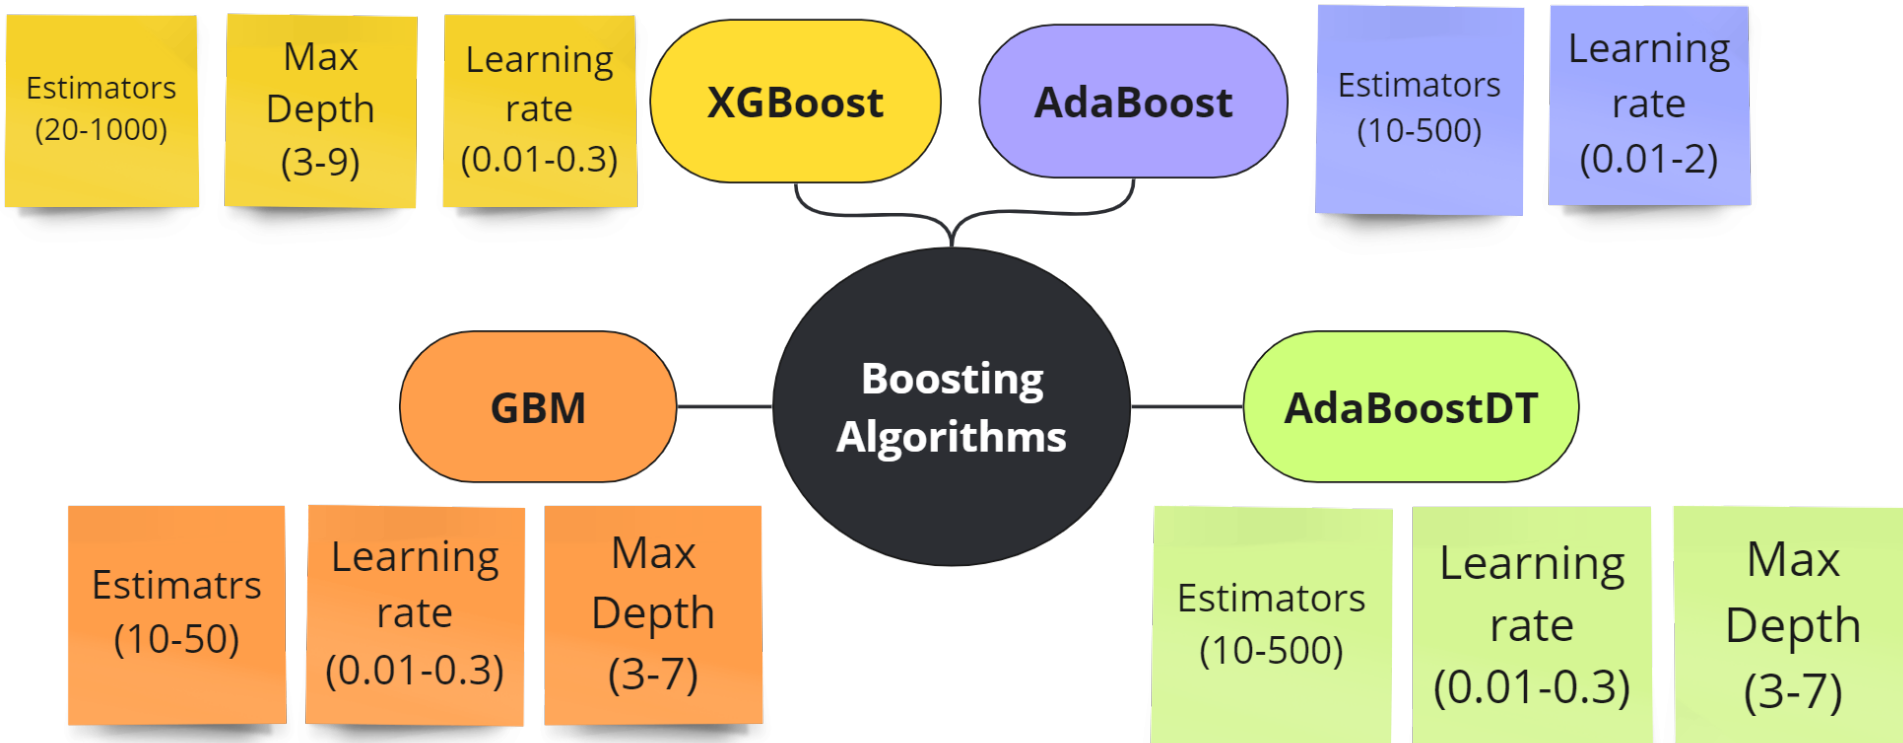 Estimators
(20-1000)
Max
Depth
(3-9)
Learning
rate
(0.01-0.3)
XGBoost
AdaBoost
Estimators
(10-500)
Learning
rate
(0.01-2)
Boosting
Algorithms
GBM
AdaBoostDT
Estimatrs
(10-50)
Learning
rate
(0.01-0.3)
Max
Depth
(3-7)
Estimators
(10-500)
Learning
rate
(0.01-0.3)
Max
Depth
(3-7)